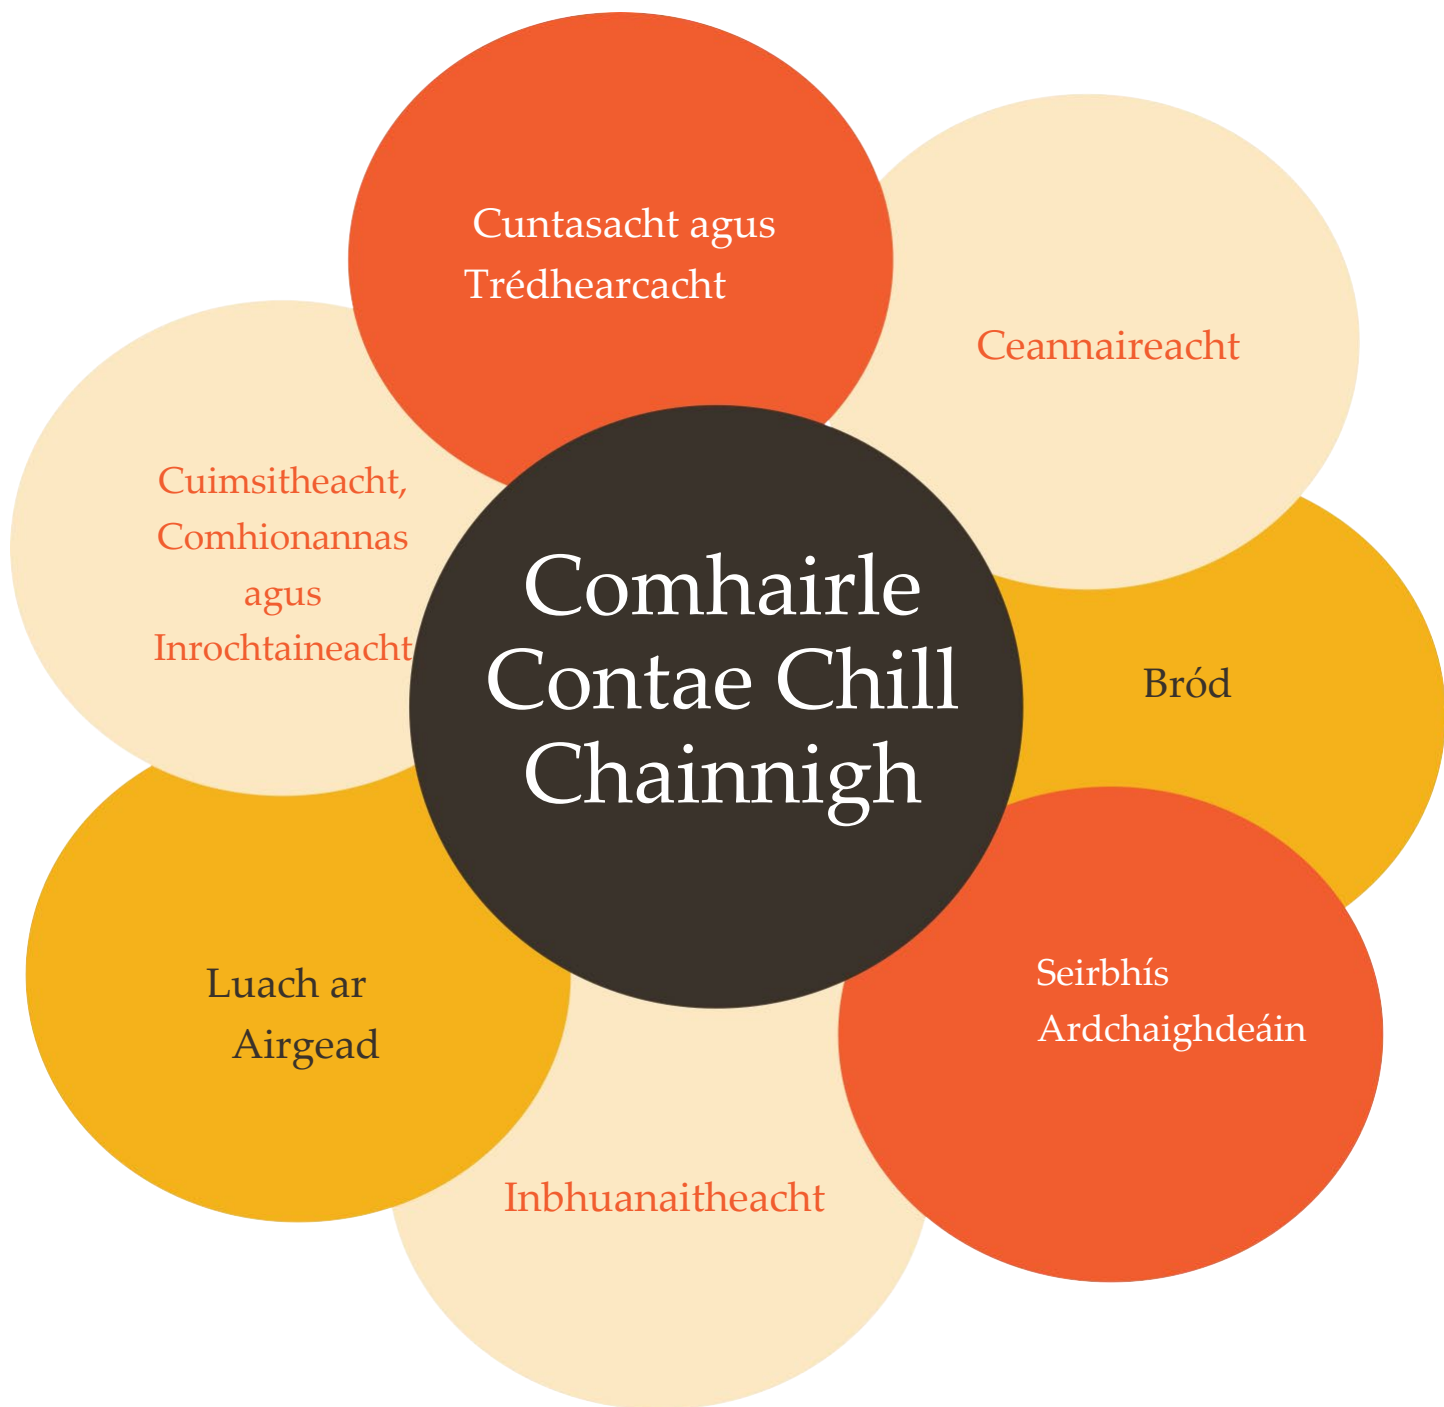 Cuntasacht agus
Trédhearcacht
Ceannaireacht
Cuimsitheacht,
Comhionannas
agus
Inrochtaineacht
Comhairle
Contae Chill
Chainnigh
Bród
Luach ar
Airgead
Seirbhís
Ardchaighdeáin
Inbhuanaitheacht